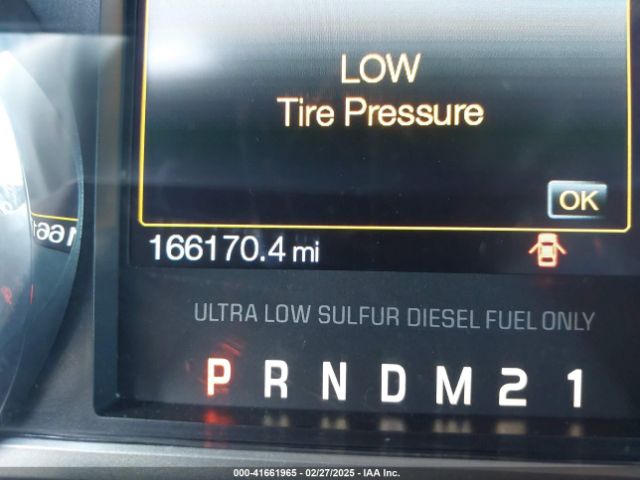 LOW
Tire Pressure
OK
166170.4 mi
ULTRA LOW SULFUR DIESEL FUEL ONLY
P R N D M 2 1
000-41661965 - 02/27/2025 - IAA Inc.